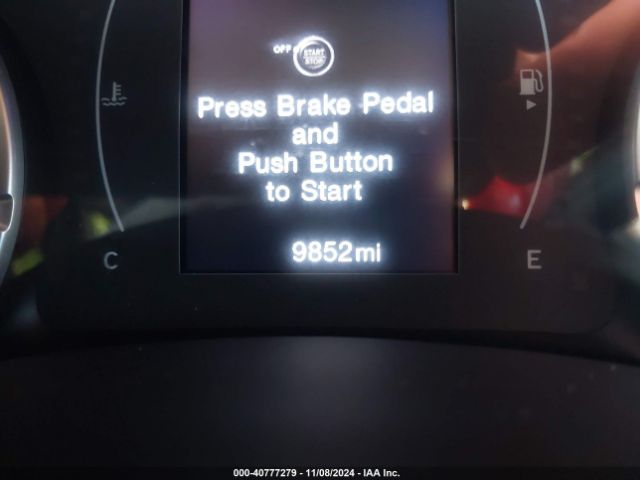 OFF
START
STOP
Press Brake Pedal
and
Push Button
to Start
9852mi
C
E
000-40777279 - 11/08/2024 - IAA Inc.